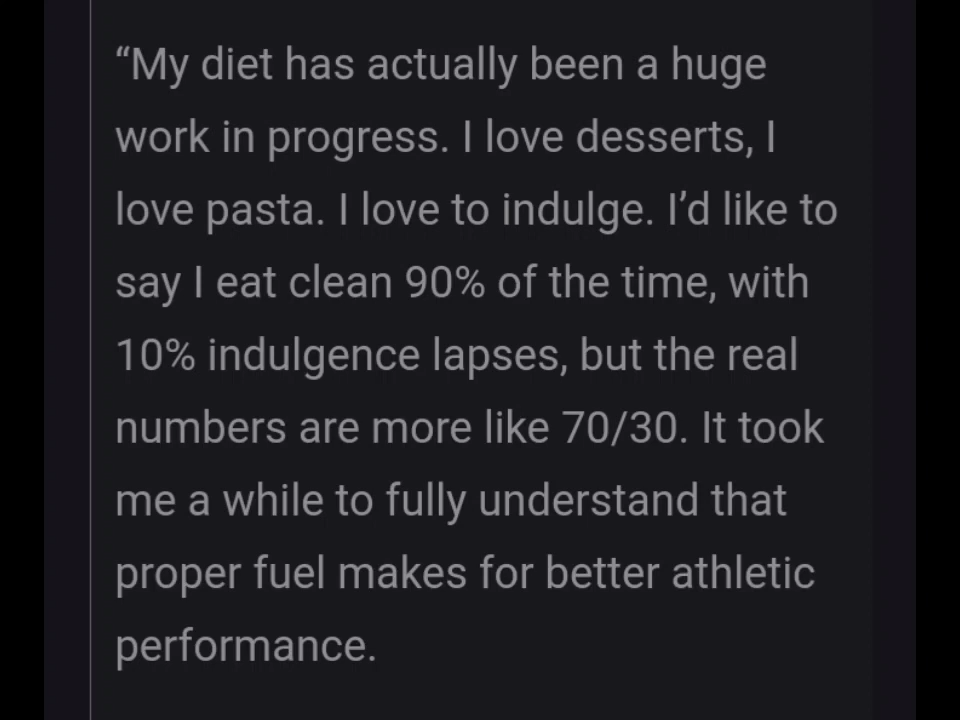 “My diet has actually been a huge
work in progress. I love desserts, I
love pasta. I love to indulge. I’d like to
say I eat clean 90% of the time, with
10% indulgence lapses, but the real
numbers are more like 70/30. It took
me a while to fully understand that
proper fuel makes for better athletic
performance.